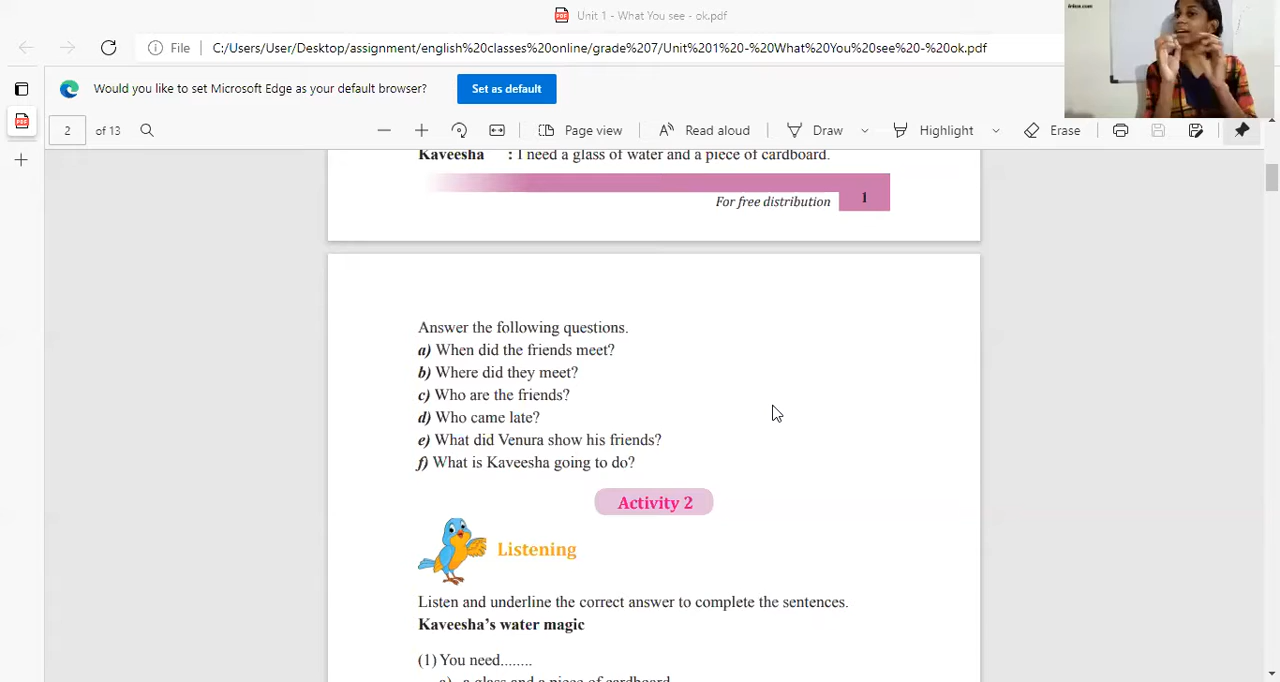 Unit 1 - What You see - ok.pdf
File
C:/Users/User/Desktop/assignment/english%20classes%20online/grade%207/Unit%201%20-%20What%20You%20see%20-%20ok.pdf
Would you like to set Microsoft Edge as your default browser?
Set as default
2 of 13
Page view
Read aloud
Draw
Highlight
Erase
Kaveesha : I need a glass of water and a piece of cardboard.
For free distribution
1
Answer the following questions.
a) When did the friends meet?
b) Where did they meet?
c) Who are the friends?
d) Who came late?
e) What did Venura show his friends?
f) What is Kaveesha going to do?
Activity 2
Listening
Listen and underline the correct answer to complete the sentences.
Kaveesha's water magic
(1) You need........
a) a glass and a piece of cardboard